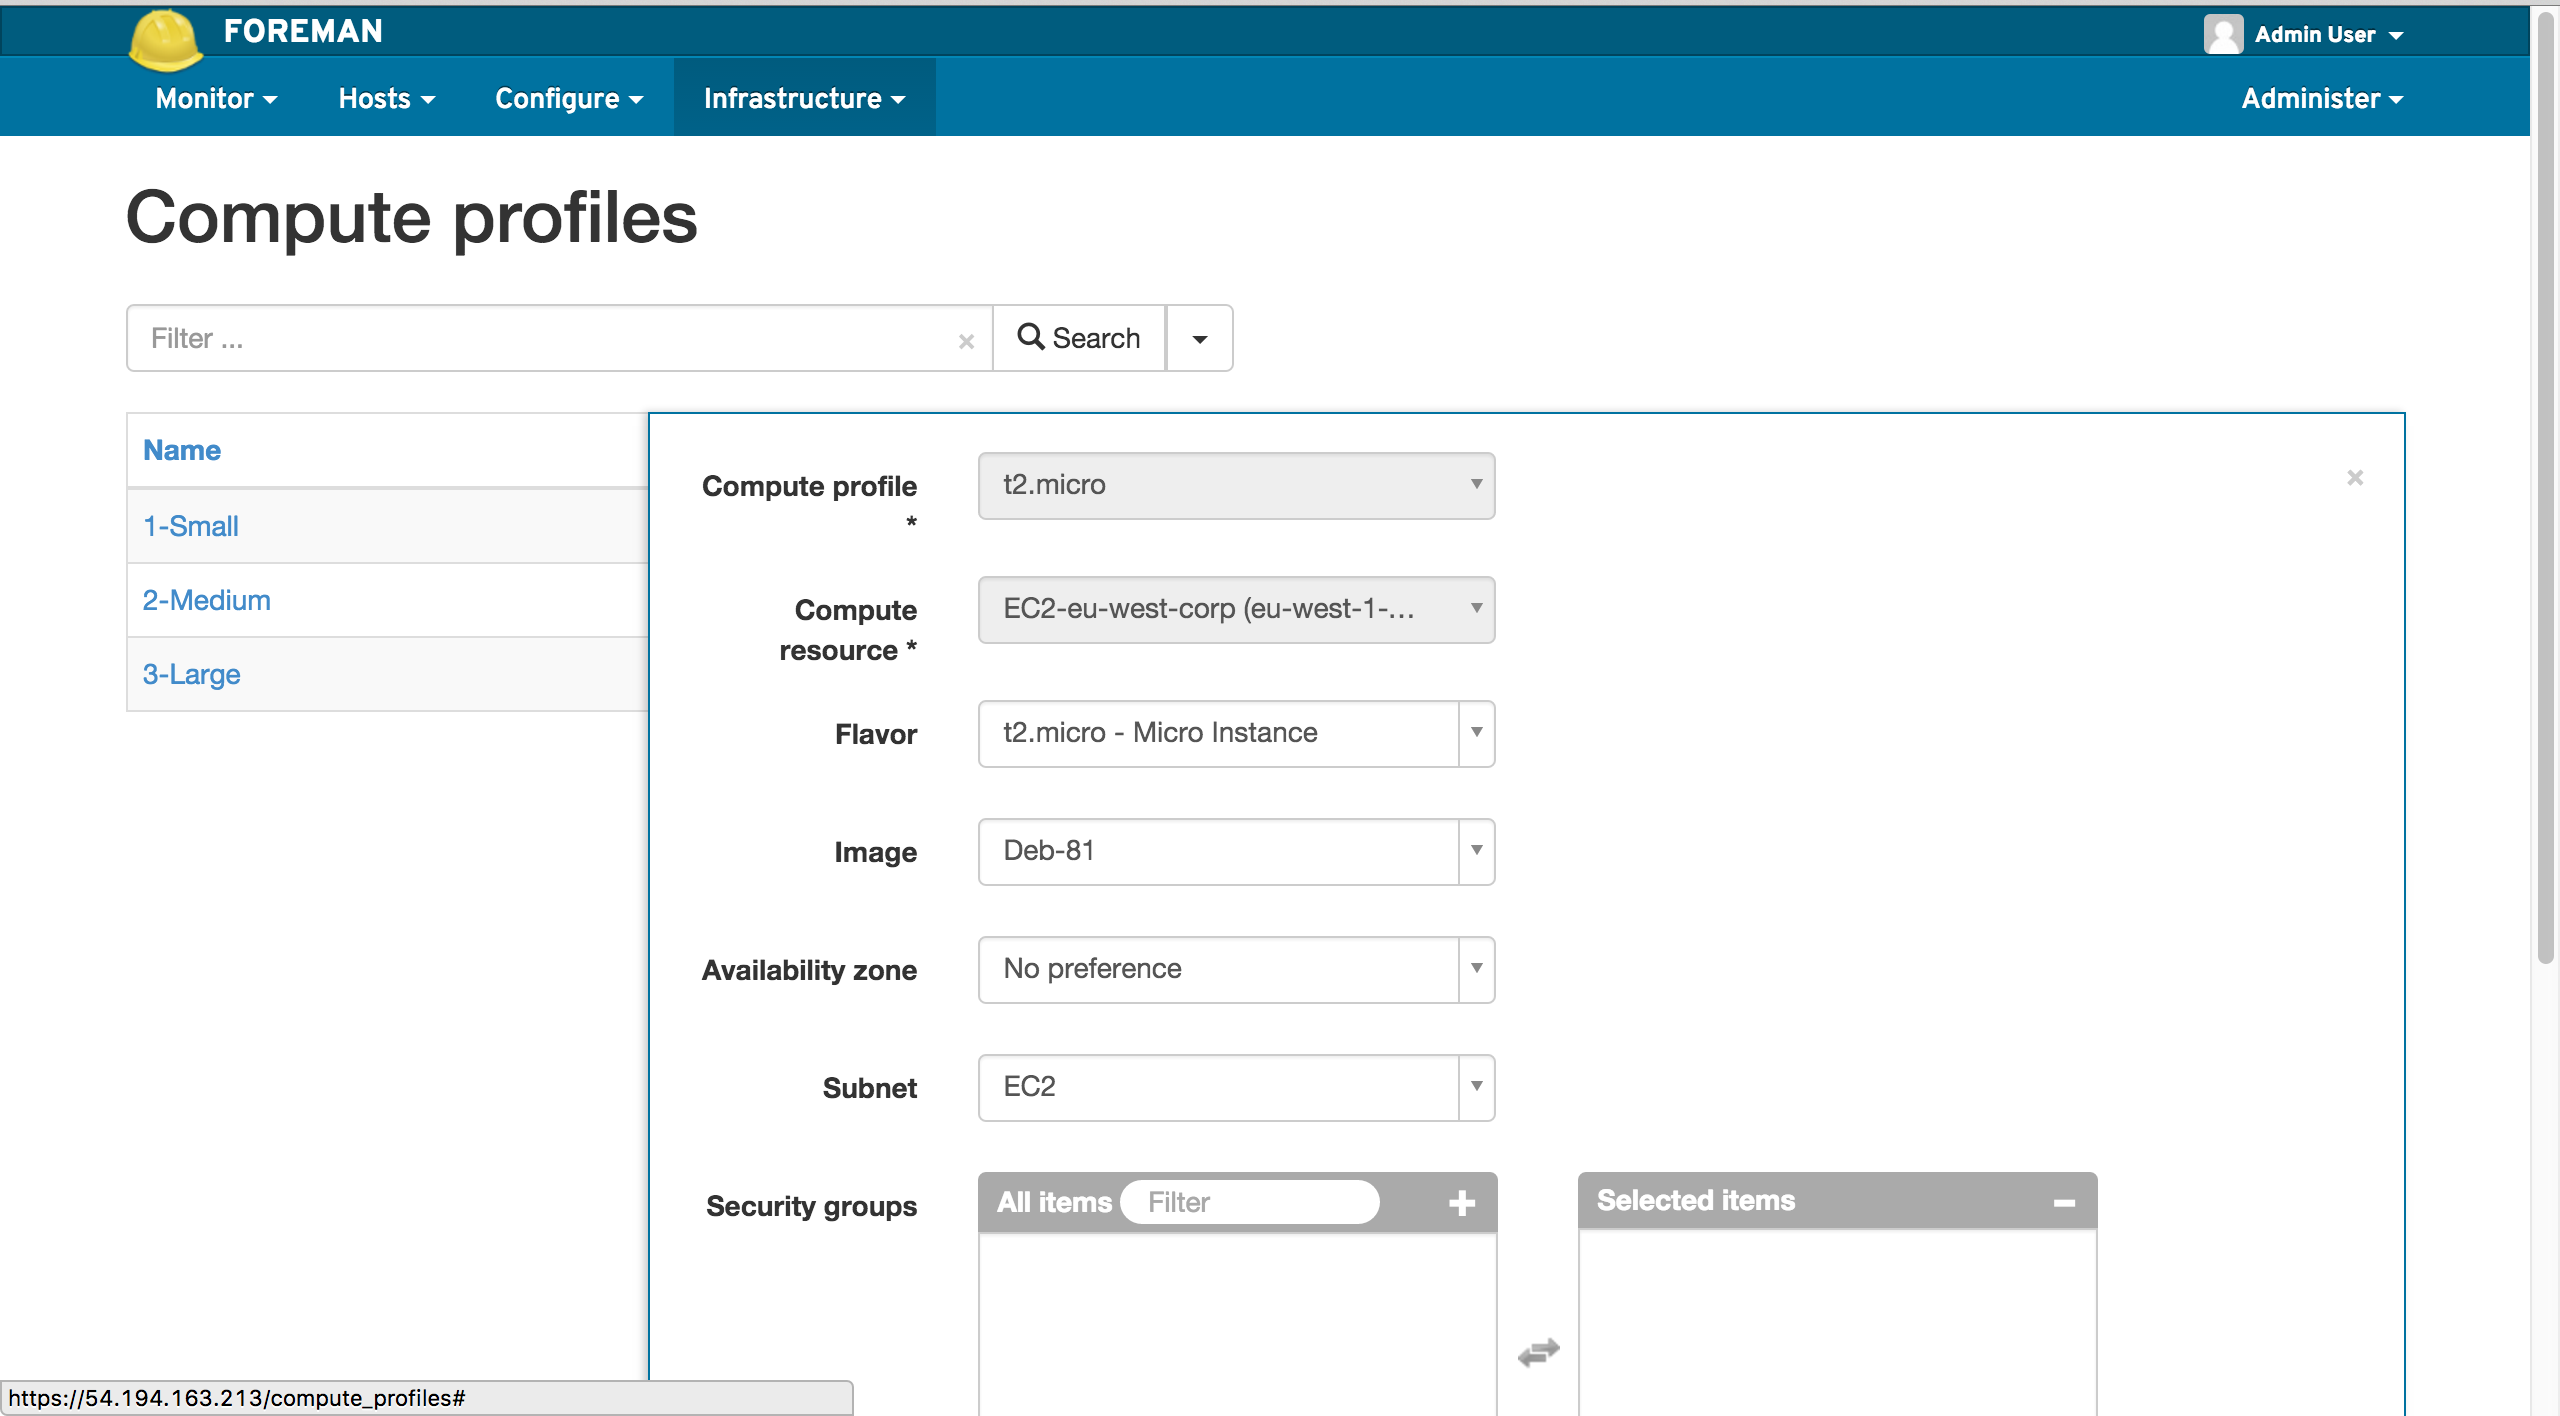 FOREMAN
Admin User
Monitor Hosts Configure Infrastructure Administer
Compute profiles
Filter ... × Search
Name
1-Small
2-Medium
3-Large
×
Compute profile
*
t2.micro
Compute
resource *
EC2-eu-west-corp (eu-west-1-...
Flavor
t2.micro - Micro Instance
Image
Deb-81
Availability zone
No preference
Subnet
EC2
Security groups
All items Filter +
Selected items −
https://54.194.163.213/compute_profiles#